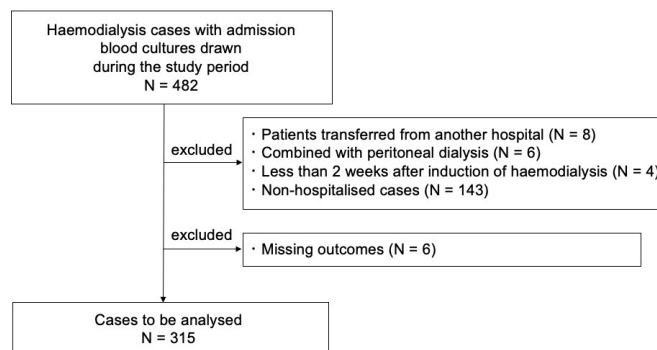 Haemodialysis cases with admission
blood cultures drawn
during the study period
N = 482
excluded
・Patients transferred from another hospital (N = 8)
・Combined with peritoneal dialysis (N = 6)
・Less than 2 weeks after induction of haemodialysis (N = 4)
・Non-hospitalised cases (N = 143)
excluded
・Missing outcomes (N = 6)
Cases to be analysed
N = 315